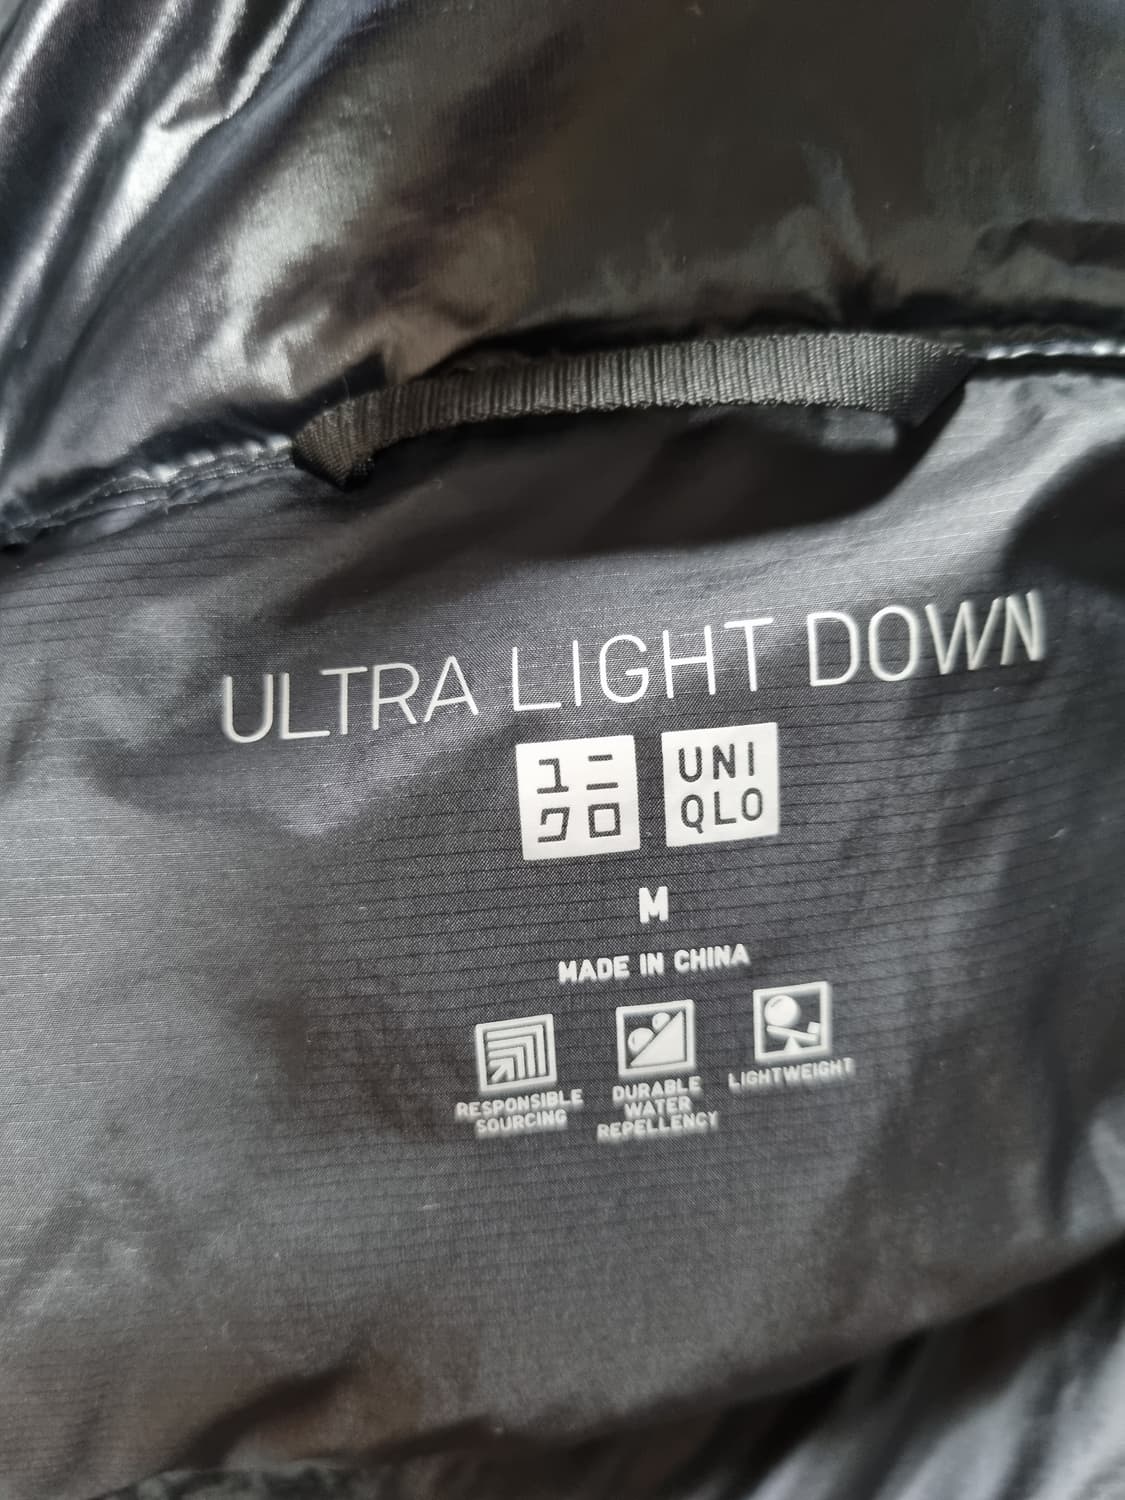 ULTRA LIGHT DOWN
ユニ
クロ
UNI
QLO
M
MADE IN CHINA
RESPONSIBLE
SOURCING
DURABLE
WATER
REPELLENCY
LIGHTWEIGHT